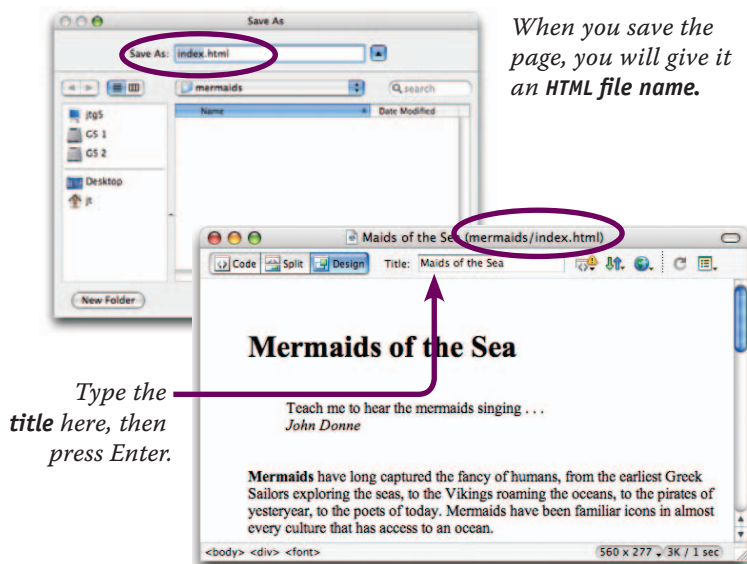 Save As
Save As: index.html
mermaids
search
jtg5
GS 1
GS 2
Desktop
jt
Name
Date Modified
New Folder
When you save the
page, you will give it
an HTML file name.
Maids of the Sea (mermaids/index.html)
Code Split Design Title: Maids of the Sea
Mermaids of the Sea
Teach me to hear the mermaids singing . . .
John Donne
Mermaids have long captured the fancy of humans, from the earliest Greek
Sailors exploring the seas, to the Vikings roaming the oceans, to the pirates of
yesteryear, to the poets of today. Mermaids have been familiar icons in almost
every culture that has access to an ocean.
<body> <div> <font>
560 x 277 3K / 1 sec
Type the
title here, then
press Enter.